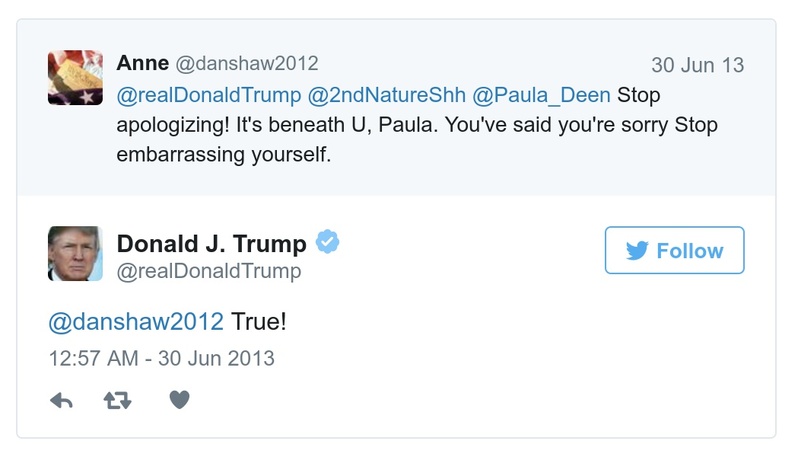 Anne @danshaw2012 30 Jun 13
@realDonaldTrump @2ndNatureShh @Paula_Deen Stop
apologizing! It's beneath U, Paula. You've said you're sorry Stop
embarrassing yourself.
Donald J. Trump
@realDonaldTrump
Follow
@danshaw2012 True!
12:57 AM - 30 Jun 2013